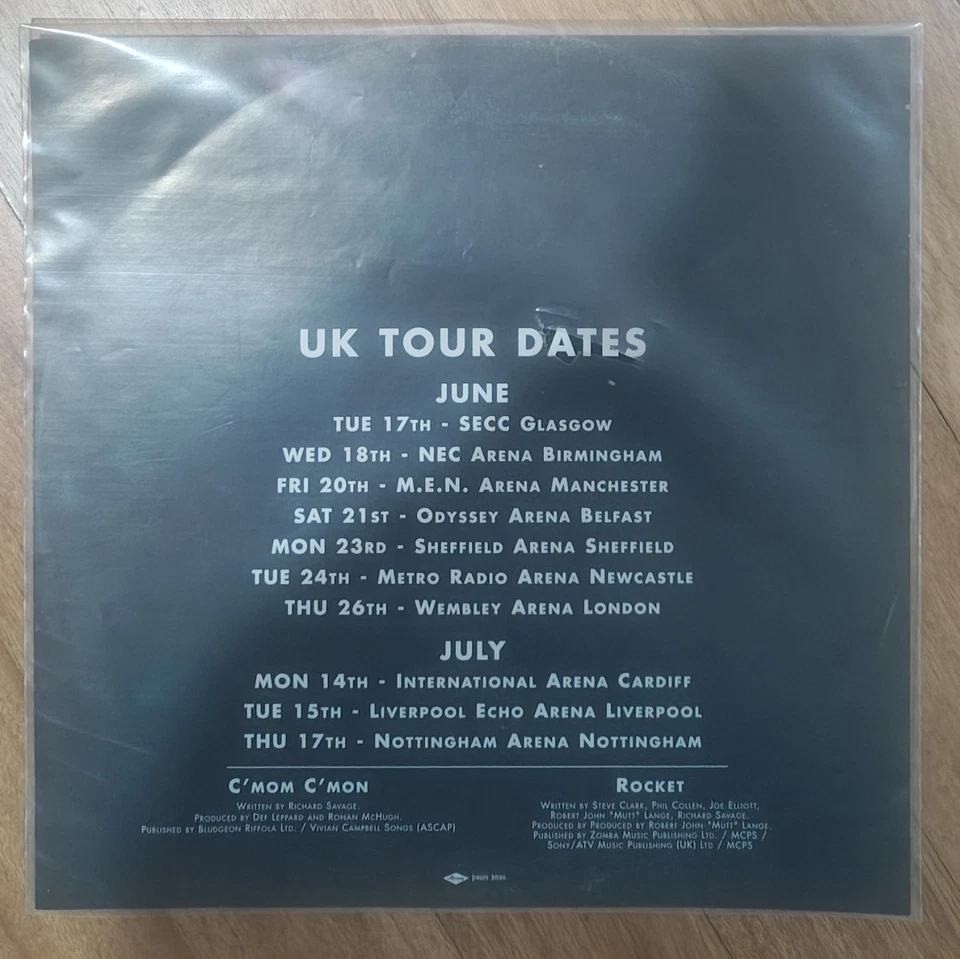 UK TOUR DATES
JUNE
TUE 17TH - SECC GLASGOW
WED 18TH - NEC ARENA BIRMINGHAM
FRI 20TH - M.E.N. ARENA MANCHESTER
SAT 21ST - ODYSSEY ARENA BELFAST
MON 23RD - SHEFFIELD ARENA SHEFFIELD
TUE 24TH - METRO RADIO ARENA NEWCASTLE
THU 26TH - WEMBLEY ARENA LONDON
JULY
MON 14TH - INTERNATIONAL ARENA CARDIFF
TUE 15TH - LIVERPOOL ECHO ARENA LIVERPOOL
THU 17TH - NOTTINGHAM ARENA NOTTINGHAM
C'MOM C'MON
WRITTEN BY RICHARD SAVAGE.
PRODUCED BY DEF LEPPARD AND RONAN MCHUGH.
PUBLISHED BY BLUDGEON RIFFOLA LTD. / VIVIAN CAMPBELL SONGS (ASCAP)
ROCKET
WRITTEN BY STEVE CLARK, PHIL COLLEN, JOE ELLIOTT,
ROBERT JOHN "MUTT" LANGE, RICHARD SAVAGE.
PRODUCED BY PRODUCED BY ROBERT JOHN "MUTT" LANGE.
PUBLISHED BY ZOMBA MUSIC PUBLISHING LTD. / MCPS /
SONY/ATV MUSIC PUBLISHING (UK) LTD / MCPS